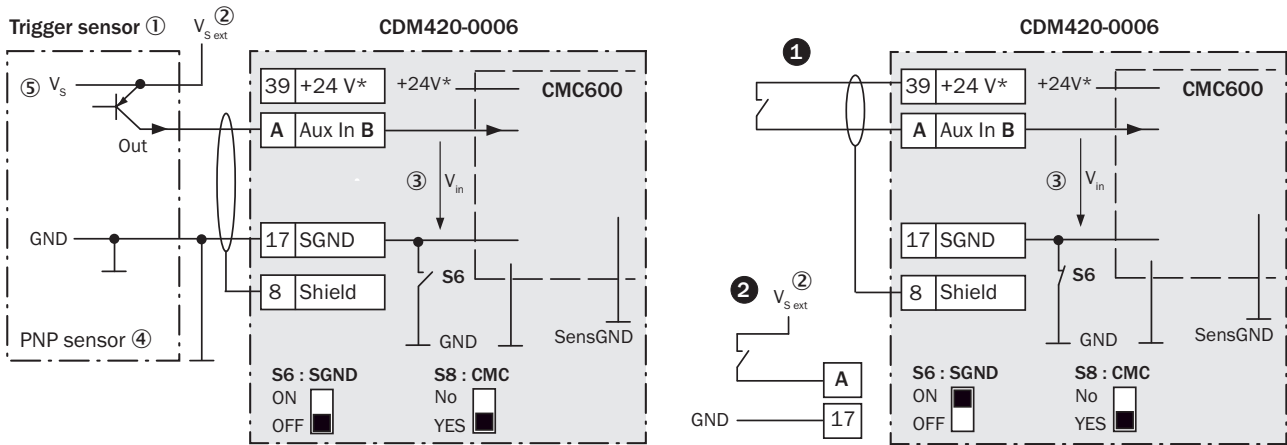 Trigger sensor ①
V_S ext ②
CDM420-0006
⑤ V_S
Out
39 +24 V* +24V*
CMC600
A Aux In B
③ V_in
GND
17 SGND
S6
8 Shield
GND
SensGND
PNP sensor ④
S6 : SGND
ON
OFF
S8 : CMC
No
YES
CDM420-0006
❶
39 +24 V* +24V*
CMC600
A Aux In B
③ V_in
17 SGND
S6
8 Shield
GND
SensGND
❷ V_S ext ②
A
GND 17
S6 : SGND
ON
OFF
S8 : CMC
No
YES